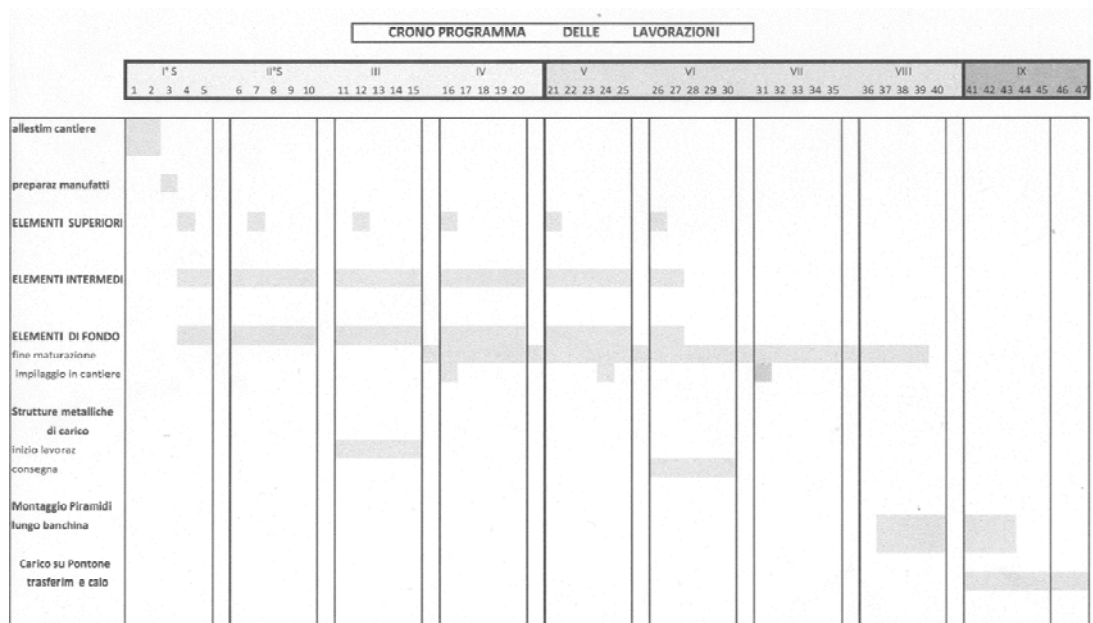 CRONO PROGRAMMA DELLE LAVORAZIONI
I° S II°S III IV V VI VII VIII IX
1 2 3 4 5 6 7 8 9 10 11 12 13 14 15 16 17 18 19 20 21 22 23 24 25 26 27 28 29 30 31 32 33 34 35 36 37 38 39 40 41 42 43 44 45 46 47
allestim cantiere
preparaz manufatti
ELEMENTI SUPERIORI
ELEMENTI INTERMEDI
ELEMENTI DI FONDO
fine maturazione
impilaggio in cantiere
Strutture metalliche
di carico
inizio lavoraz
consegna
Montaggio Piramidi
lungo banchina
Carico su Pontone
trasferim e calo